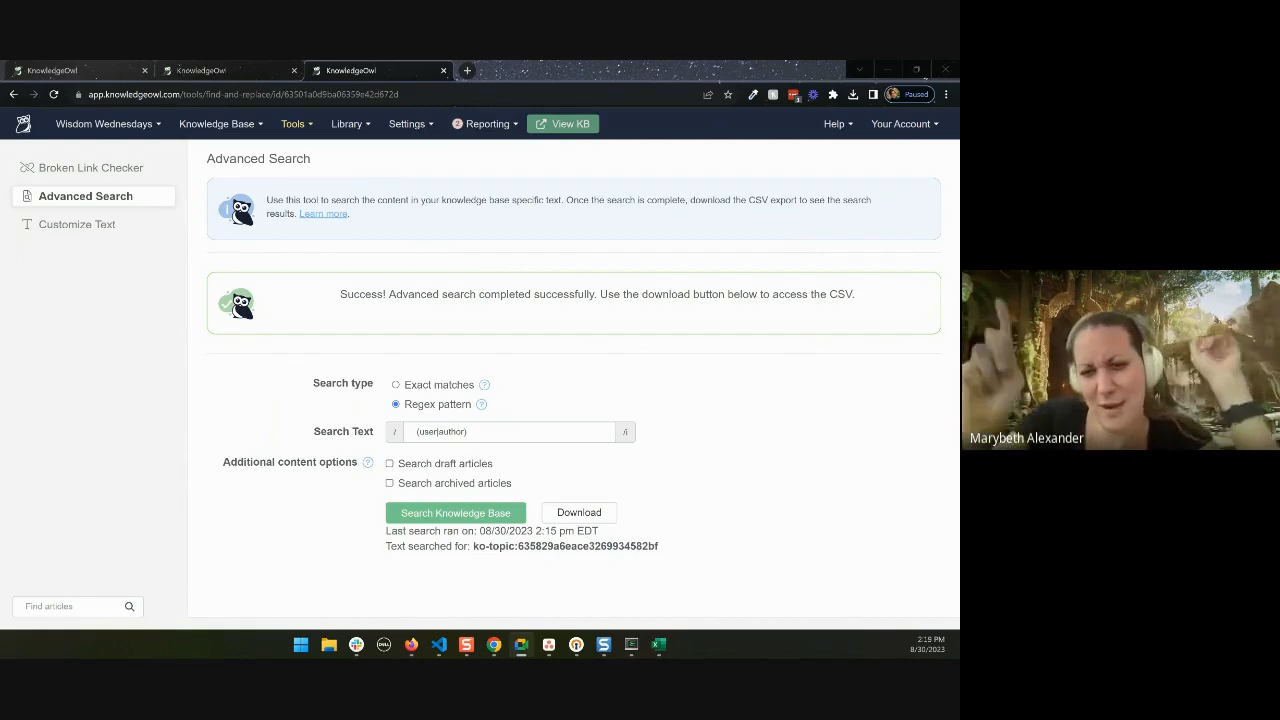 KnowledgeOwl
KnowledgeOwl
KnowledgeOwl
app.knowledgeowl.com/tools/find-and-replace/id/63501a0d9ba06359e42d672d
Paused
Wisdom Wednesdays
Knowledge Base
Tools
Library
Settings
2 Reporting
View KB
Help
Your Account
Broken Link Checker
Advanced Search
Customize Text
Advanced Search
Use this tool to search the content in your knowledge base specific text. Once the search is complete, download the CSV export to see the search
results. Learn more.
Success! Advanced search completed successfully. Use the download button below to access the CSV.
Search type
Exact matches ?
Regex pattern ?
Search Text / (user|author) /i
Additional content options ?
Search draft articles
Search archived articles
Search Knowledge Base
Download
Last search ran on: 08/30/2023 2:15 pm EDT
Text searched for: ko-topic:635829a6eace3269934582bf
Find articles
2:19 PM
8/30/2023
Marybeth Alexander